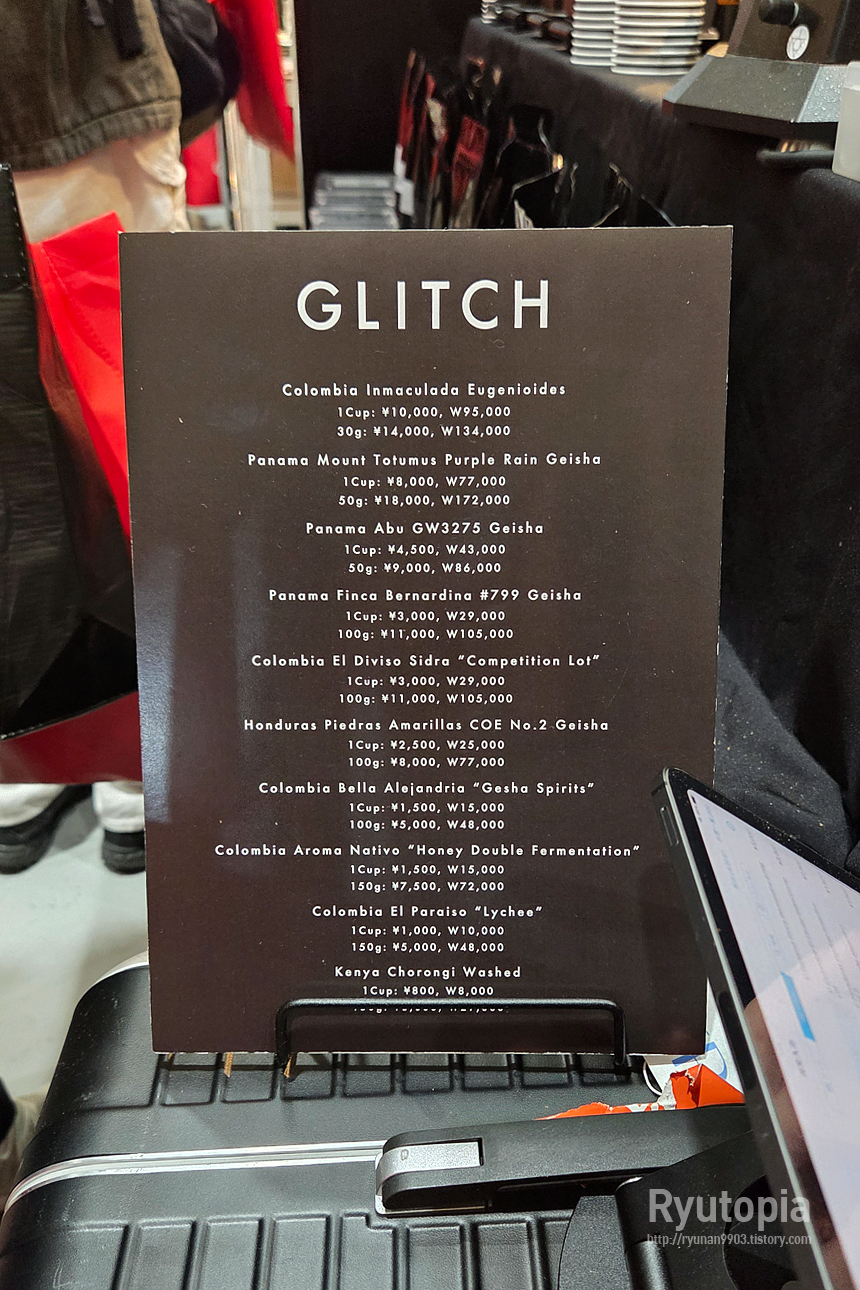 GLITCH
Colombia Inmaculada Eugenioides
1Cup: ¥10,000, W95,000
30g: ¥14,000, W134,000
Panama Mount Totumus Purple Rain Geisha
1Cup: ¥8,000, W77,000
50g: ¥18,000, W172,000
Panama Abu GW3275 Geisha
1Cup: ¥4,500, W43,000
50g: ¥9,000, W86,000
Panama Finca Bernardina #799 Geisha
1Cup: ¥3,000, W29,000
100g: ¥11,000, W105,000
Colombia El Diviso Sidra “Competition Lot”
1Cup: ¥3,000, W29,000
100g: ¥11,000, W105,000
Honduras Piedras Amarillas COE No.2 Geisha
1Cup: ¥2,500, W25,000
100g: ¥8,000, W77,000
Colombia Bella Alejandria “Gesha Spirits”
1Cup: ¥1,500, W15,000
100g: ¥5,000, W48,000
Colombia Aroma Nativo “Honey Double Fermentation”
1Cup: ¥1,500, W15,000
150g: ¥7,500, W72,000
Colombia El Paraiso “Lychee”
1Cup: ¥1,000, W10,000
150g: ¥5,000, W48,000
Kenya Chorongi Washed
1Cup: ¥800, W8,000
Ryutopia
http://ryunan9903.tistory.com